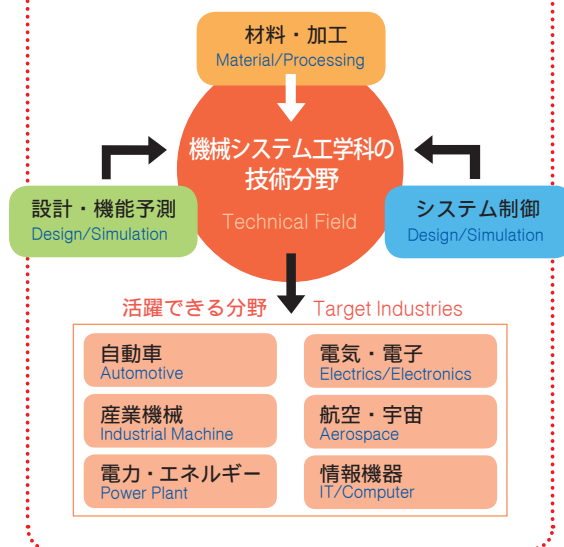 材料・加工
Material/Processing
機械システム工学科の
技術分野
Technical Field
設計・機能予測
Design/Simulation
システム制御
Design/Simulation
活躍できる分野 Target Industries
自動車
Automotive
電気・電子
Electrics/Electronics
産業機械
Industrial Machine
航空・宇宙
Aerospace
電力・エネルギー
Power Plant
情報機器
IT/Computer